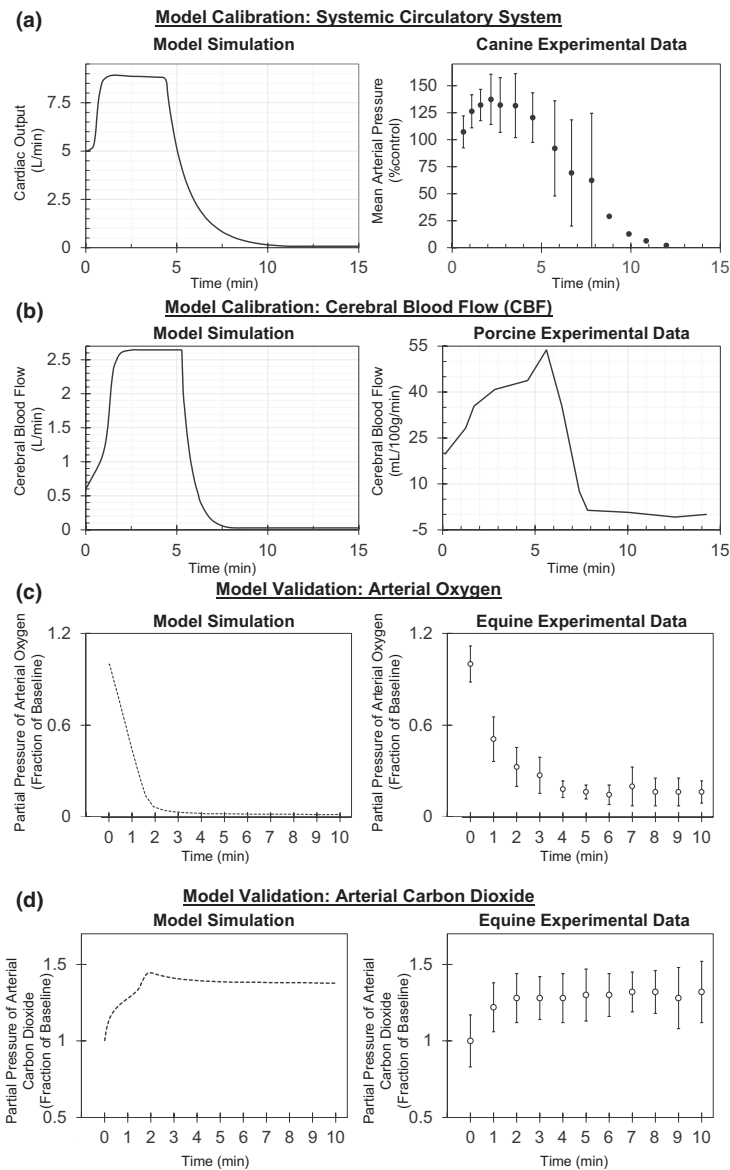 (a)
Model Calibration: Systemic Circulatory System
Model Simulation
Canine Experimental Data
Cardiac Output
(L/min)
7.5
5
2.5
0
0 5 10 15
Time (min)
Mean Arterial Pressure
(%control)
150
125
100
75
50
25
0
0 5 10 15
Time (min)
(b)
Model Calibration: Cerebral Blood Flow (CBF)
Model Simulation
Porcine Experimental Data
Cerebral Blood Flow
(L/min)
2.5
2
1.5
1
0.5
0
0 5 10 15
Time (min)
Cerebral Blood Flow
(mL/100g/min)
55
40
25
10
-5
0 5 10 15
Time (min)
(c)
Model Validation: Arterial Oxygen
Model Simulation
Equine Experimental Data
Partial Pressure of Arterial Oxygen
(Fraction of Baseline)
1.2
0.6
0
0 1 2 3 4 5 6 7 8 9 10
Time (min)
Partial Pressure of Arterial Oxygen
(Fraction of Baseline)
1.2
0.6
0
0 1 2 3 4 5 6 7 8 9 10
Time (min)
(d)
Model Validation: Arterial Carbon Dioxide
Model Simulation
Equine Experimental Data
Partial Pressure of Arterial
Carbon Dioxide
(Fraction of Baseline)
1.5
1
0.5
0 1 2 3 4 5 6 7 8 9 10
Time (min)
Partial Pressure of Arterial
Carbon Dioxide
(Fraction of Baseline)
1.5
1
0.5
0 1 2 3 4 5 6 7 8 9 10
Time (min)